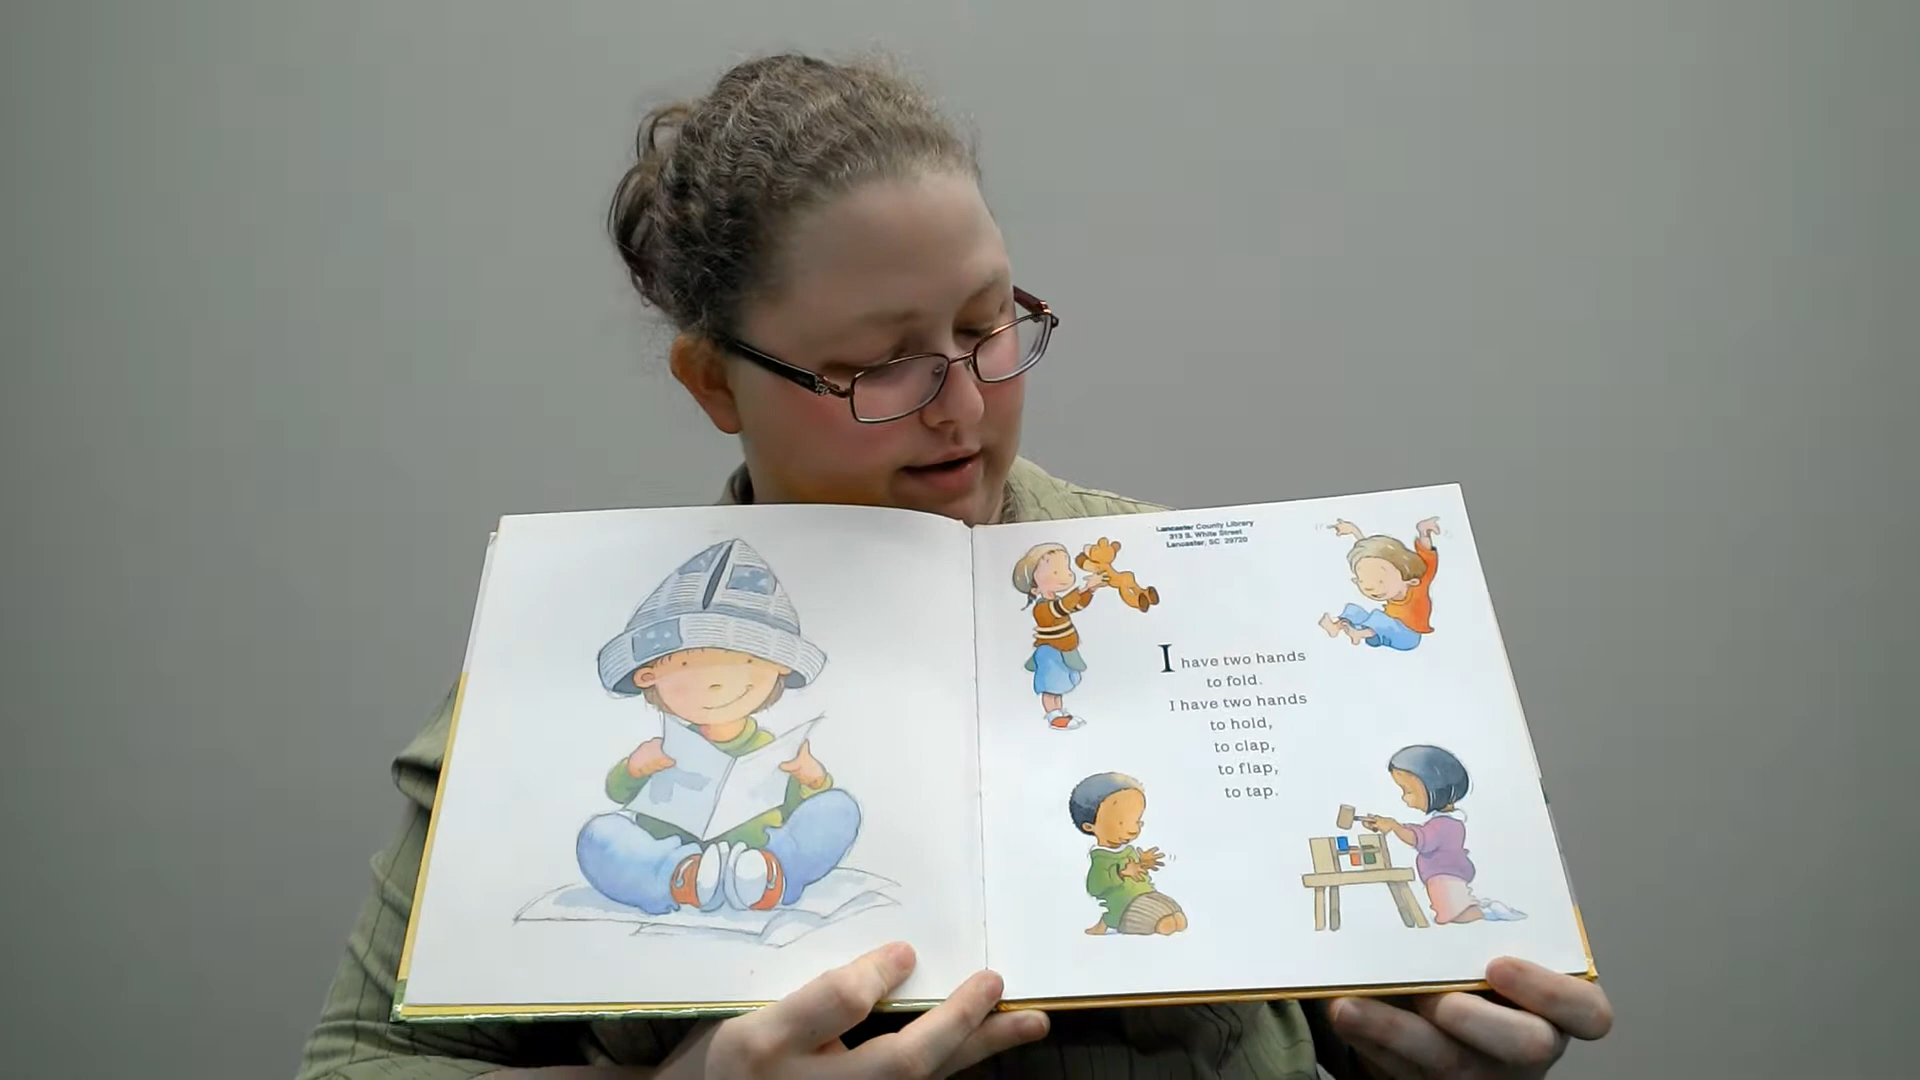 Lancaster County Library
313 S. White Street
Lancaster, SC 29720
I have two hands
to fold.
I have two hands
to hold,
to clap,
to flap,
to tap.